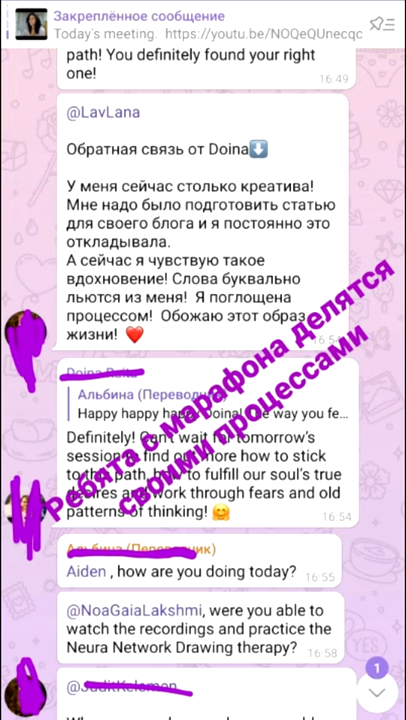 Закреплённое сообщение
Today's meeting. https://youtu.be/NOQeQUnecqc
path! You definitely found your right
one!
16:49
@LavLana
Обратная связь от Doina⬇️
У меня сейчас столько креатива!
Мне надо было подготовить статью
для своего блога и я постоянно это
откладывала.
А сейчас я чувствую такое
вдохновение! Слова буквально
льются из меня! Я поглощена
процессом! Обожаю этот образ
жизни! ❤️
Ребята с марафона делятся
своими процессами
Альбина (Переводчик)
Happy happy happy Doina! The way you fe...
Definitely! Can't wait for tomorrow's
session to find out more how to stick
to the path, how to fulfill our soul's true
desires and work through fears and old
patterns of thinking! 🤗
16:54
Aiden , how are you doing today?
16:55
@NoaGaiaLakshmi, were you able to
watch the recordings and practice the
Neura Network Drawing therapy?
16:58
1
YES